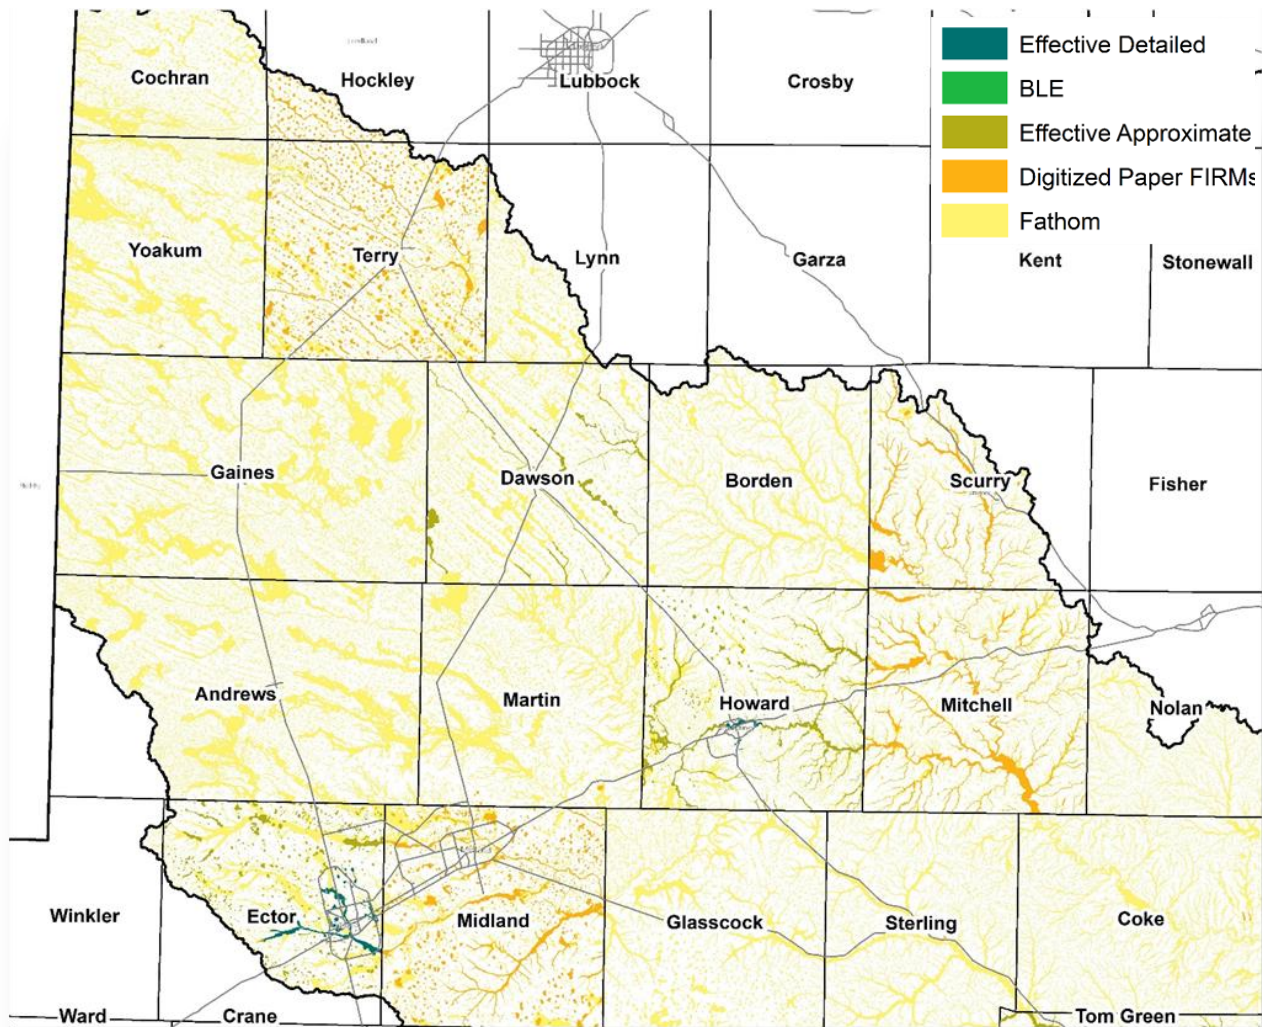 Effective Detailed
BLE
Effective Approximate
Digitized Paper FIRMs
Fathom
Cochran
Hockley
Lubbock
Crosby
Yoakum
Terry
Lynn
Garza
Kent
Stonewall
Gaines
Dawson
Borden
Scurry
Fisher
Andrews
Martin
Howard
Mitchell
Nolan
Winkler
Ector
Midland
Glasscock
Sterling
Coke
Ward
Crane
Tom Green